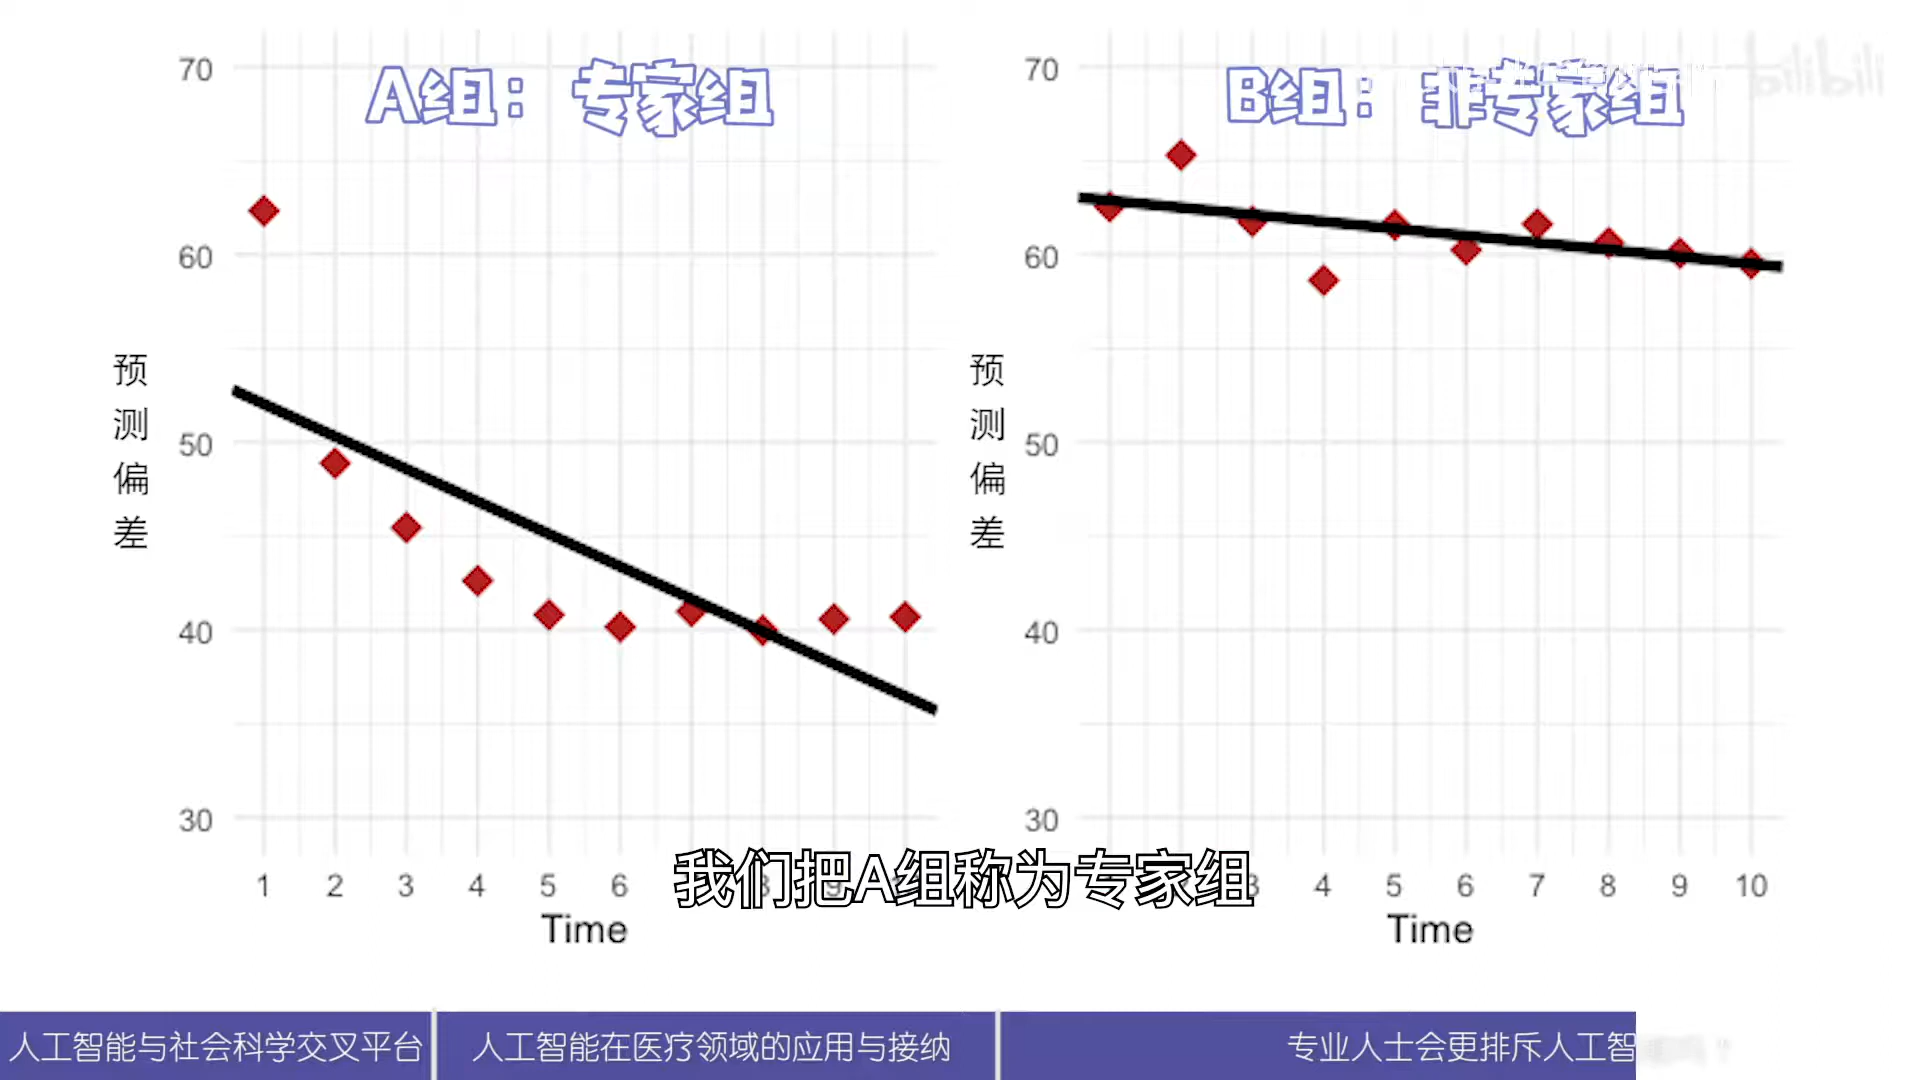 A组：专家组
70
60
50
40
30
预测偏差
1 2 3 4 5 6
Time
B组：非专家组
bilibili
70
60
50
40
30
预测偏差
3 4 5 6 7 8 9 10
Time
我们把A组称为专家组
人工智能与社会科学交叉平台
人工智能在医疗领域的应用与接纳
专业人士会更排斥人工智